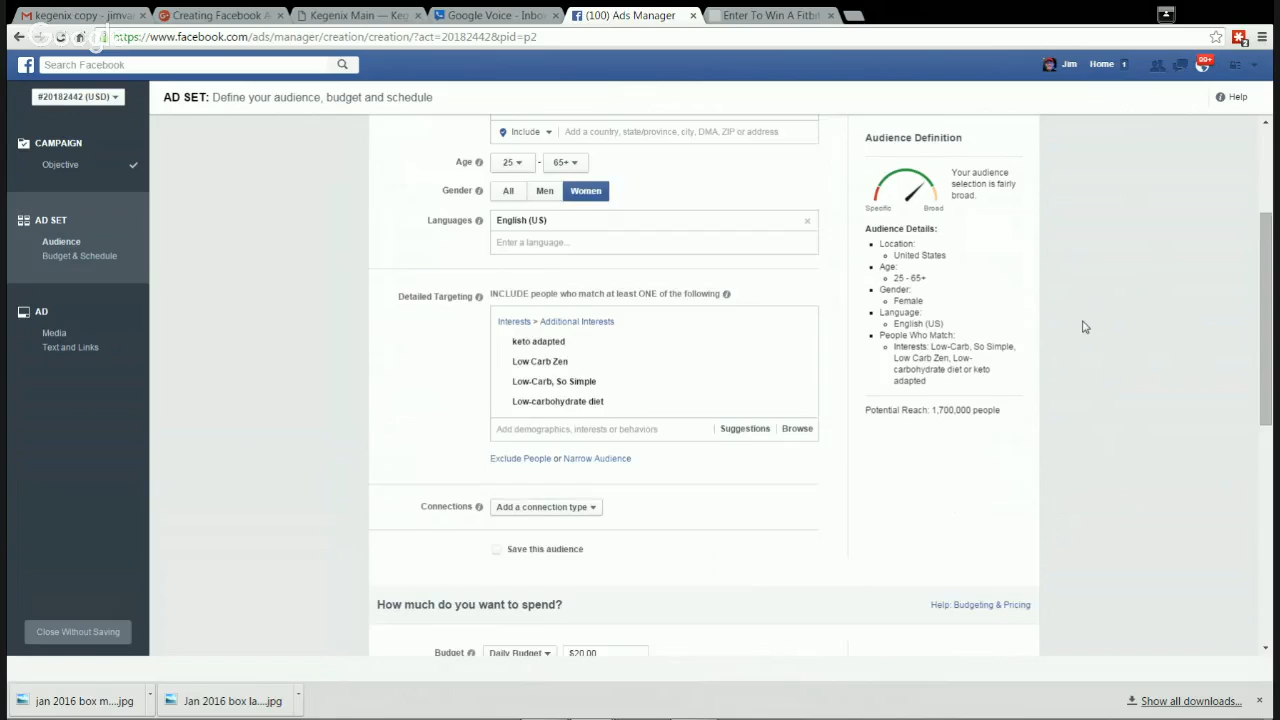 kegenix copy - jimvan
Creating Facebook A
Kegenix Main — Keg
Google Voice - Inbox
(100) Ads Manager
Enter To Win A Fitbit
https://www.facebook.com/ads/manager/creation/creation/?act=20182442&pid=p2
Search Facebook
Jim
Home 1
99+
#20182442 (USD)
AD SET: Define your audience, budget and schedule
Help
CAMPAIGN
Objective
AD SET
Audience
Budget & Schedule
AD
Media
Text and Links
Close Without Saving
Include
Add a country, state/province, city, DMA, ZIP or address
Age
25 - 65+
Gender
All Men Women
Languages
English (US)
Enter a language...
Detailed Targeting
INCLUDE people who match at least ONE of the following
Interests > Additional Interests
keto adapted
Low Carb Zen
Low-Carb, So Simple
Low-carbohydrate diet
Add demographics, interests or behaviors
Suggestions
Browse
Exclude People or Narrow Audience
Connections
Add a connection type
Save this audience
How much do you want to spend?
Help: Budgeting & Pricing
Budget
Daily Budget
$20.00
Audience Definition
Your audience
selection is fairly
broad.
Specific
Broad
Audience Details:
Location:
United States
Age:
25 - 65+
Gender:
Female
Language:
English (US)
People Who Match:
Interests: Low-Carb, So Simple,
Low Carb Zen, Low-
carbohydrate diet or keto
adapted
Potential Reach: 1,700,000 people
jan 2016 box m....jpg
Jan 2016 box la....jpg
Show all downloads...